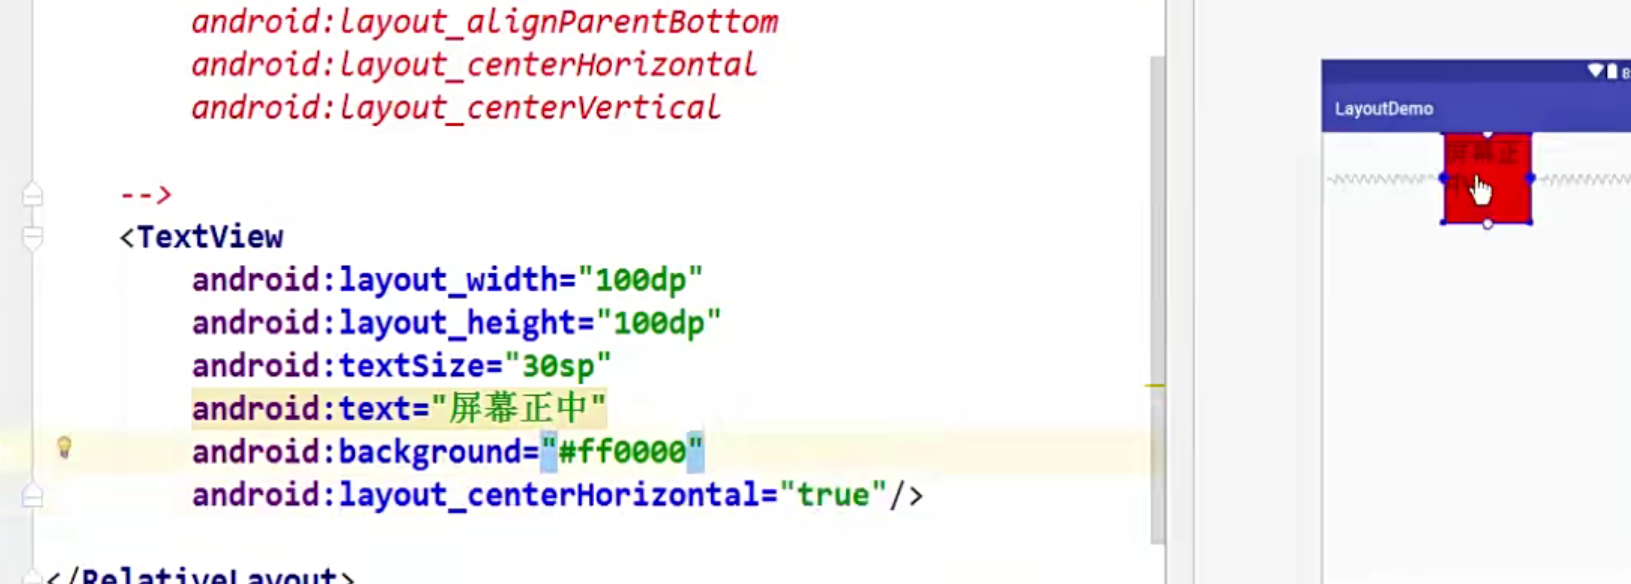 android:layout_alignParentBottom
android:layout_centerHorizontal
android:layout_centerVertical
-->
<TextView
android:layout_width="100dp"
android:layout_height="100dp"
android:textSize="30sp"
android:text="屏幕正中"
android:background="#ff0000"
android:layout_centerHorizontal="true"/>
</RelativeLayout>
8
LayoutDemo
屏幕正